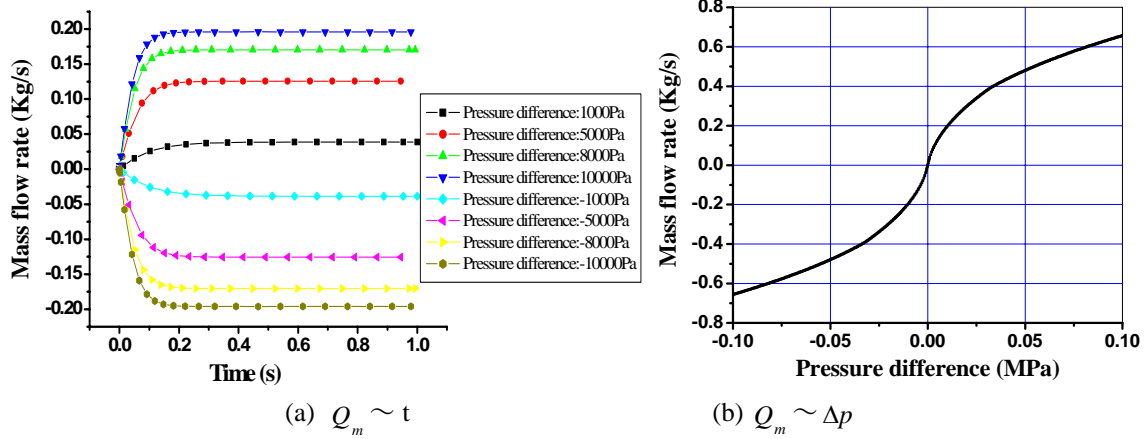 0.20
0.15
0.10
0.05
0.00
-0.05
-0.10
-0.15
-0.20
Mass flow rate (Kg/s)
0.0 0.2 0.4 0.6 0.8 1.0
Time (s)
Pressure difference:1000Pa
Pressure difference:5000Pa
Pressure difference:8000Pa
Pressure difference:10000Pa
Pressure difference:-1000Pa
Pressure difference:-5000Pa
Pressure difference:-8000Pa
Pressure difference:-10000Pa
(a) Qm ~ t
0.8
0.6
0.4
0.2
0.0
-0.2
-0.4
-0.6
-0.8
Mass flow rate (Kg/s)
-0.10 -0.05 0.00 0.05 0.10
Pressure difference (MPa)
(b) Qm ~ Δp